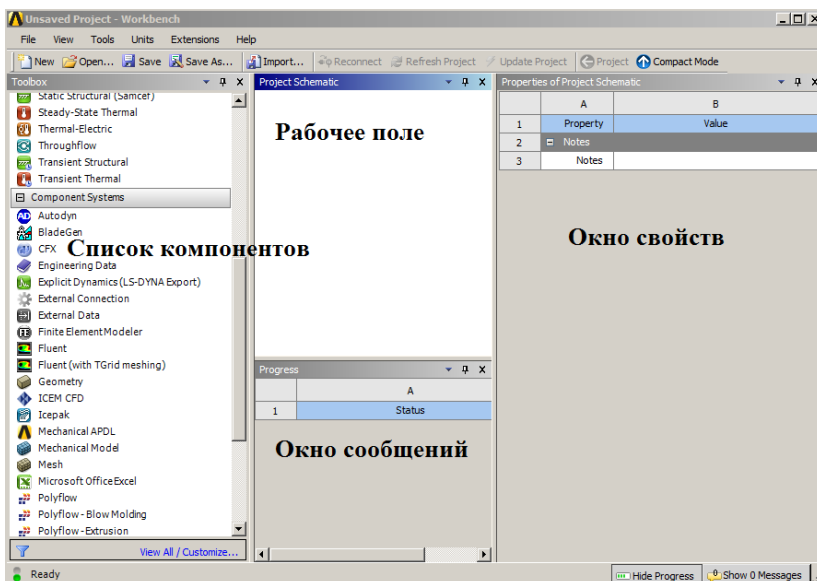 Unsaved Project - Workbench
File View Tools Units Extensions Help
New Open... Save Save As... Import... Reconnect Refresh Project Update Project Project Compact Mode
Toolbox
Static Structural (Samcef)
Steady-State Thermal
Thermal-Electric
Throughflow
Transient Structural
Transient Thermal
Component Systems
Autodyn
BladeGen
CFX
Engineering Data
Explicit Dynamics (LS-DYNA Export)
External Connection
External Data
Finite Element Modeler
Fluent
Fluent (with TGrid meshing)
Geometry
ICEM CFD
Icepak
Mechanical APDL
Mechanical Model
Mesh
Microsoft Office Excel
Polyflow
Polyflow - Blow Molding
Polyflow - Extrusion
View All / Customize...
Список компонентов
Project Schematic
Рабочее поле
Progress
A
1 Status
Окно сообщений
Properties of Project Schematic
A B
1 Property Value
2 Notes
3 Notes
Окно свойств
Ready
Hide Progress
0 Show 0 Messages